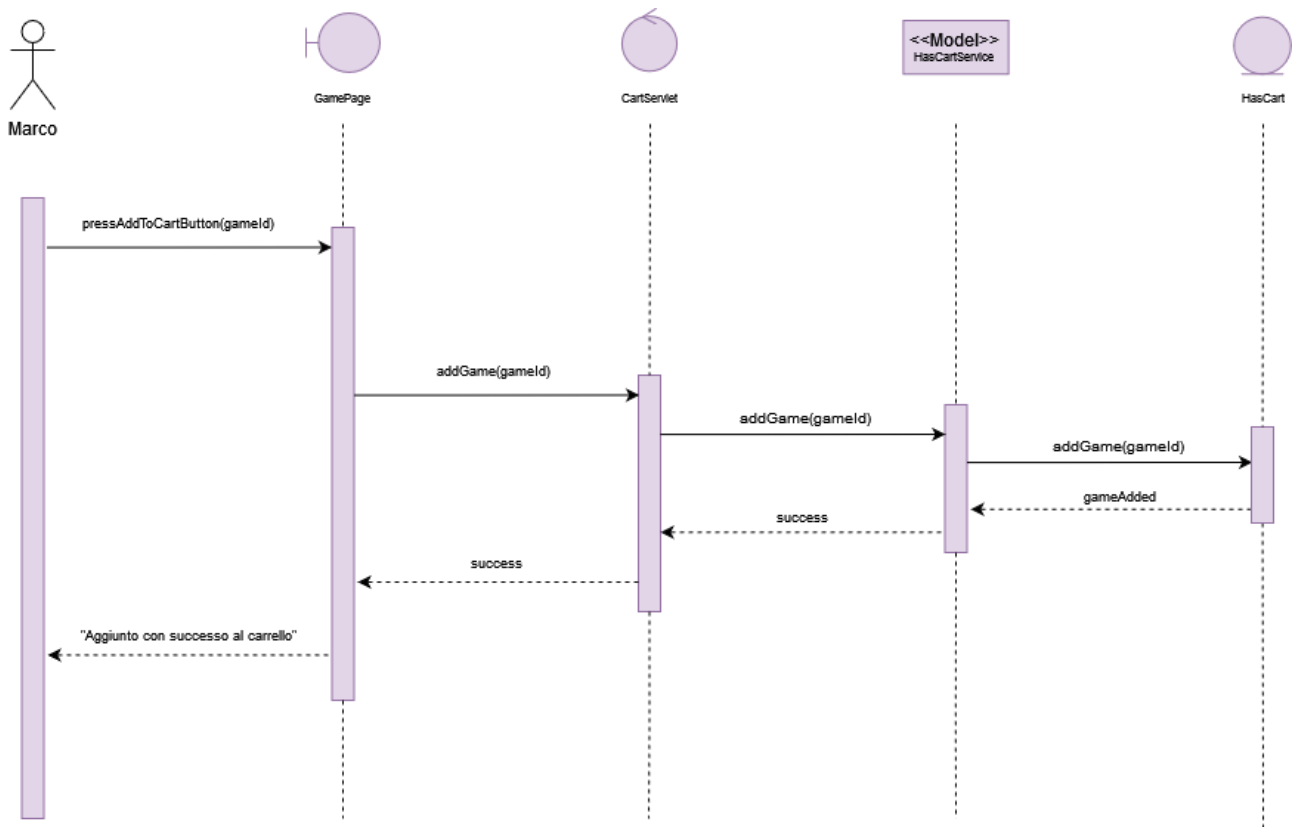 <<Model>>
HasCartService
GamePage
CartServlet
HasCart
Marco
pressAddToCartButton(gameId)
addGame(gameId)
addGame(gameId)
addGame(gameId)
gameAdded
success
success
"Aggiunto con successo al carrello"